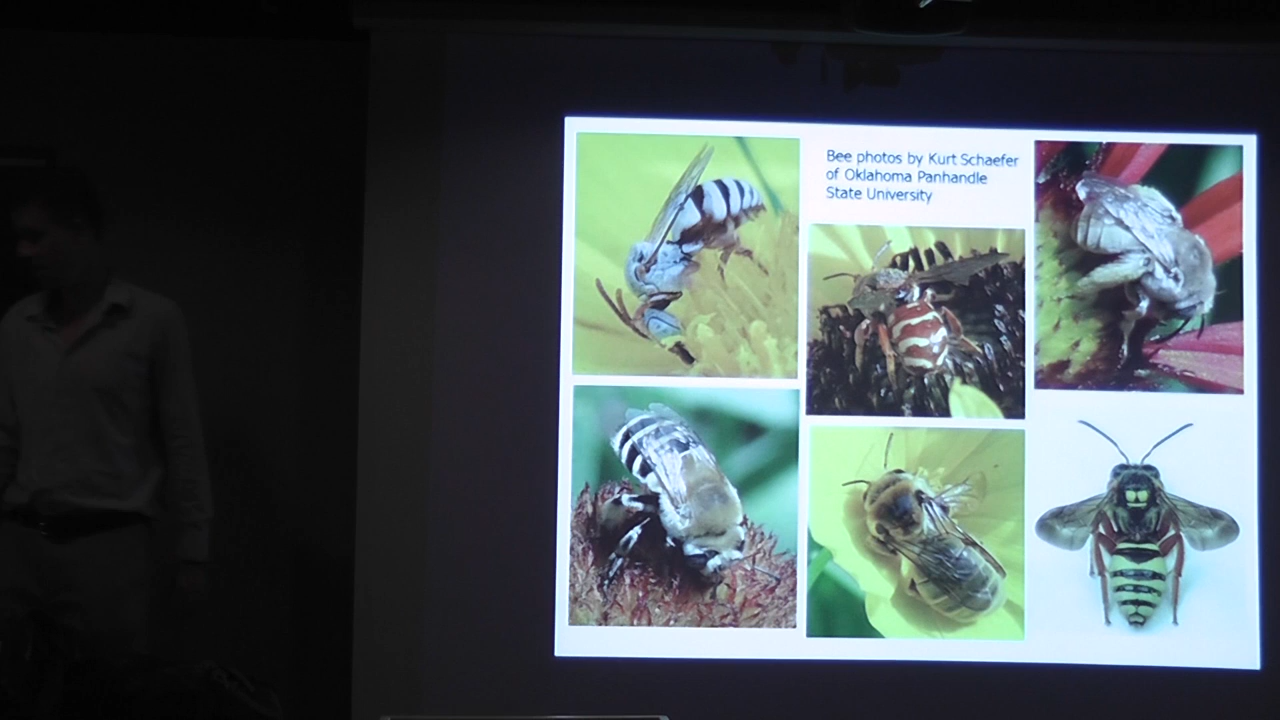 Bee photos by Kurt Schaefer
of Oklahoma Panhandle
State University